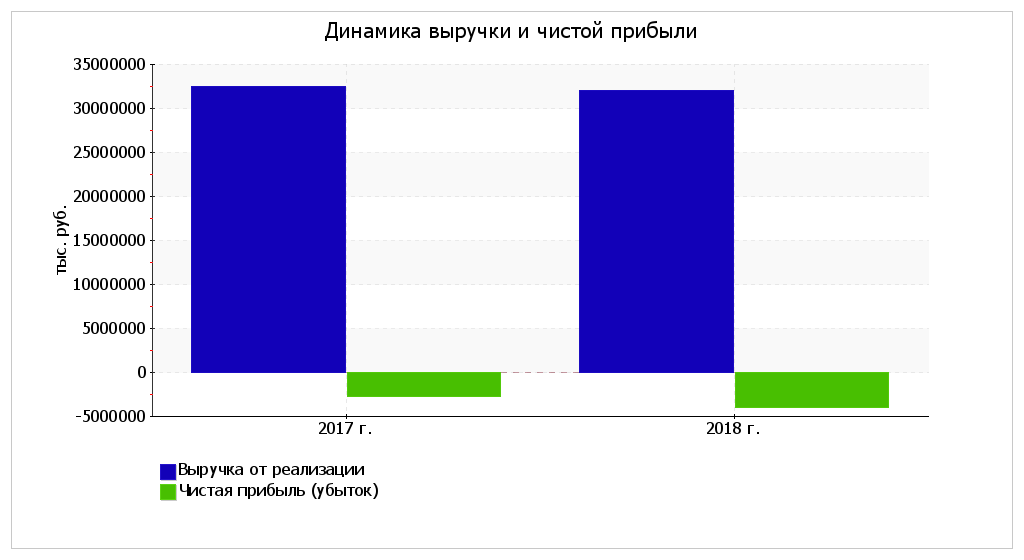 Динамика выручки и чистой прибыли
35000000
30000000
25000000
20000000
15000000
10000000
5000000
0
-5000000
тыс. руб.
2017 г.
2018 г.
Выручка от реализации
Чистая прибыль (убыток)